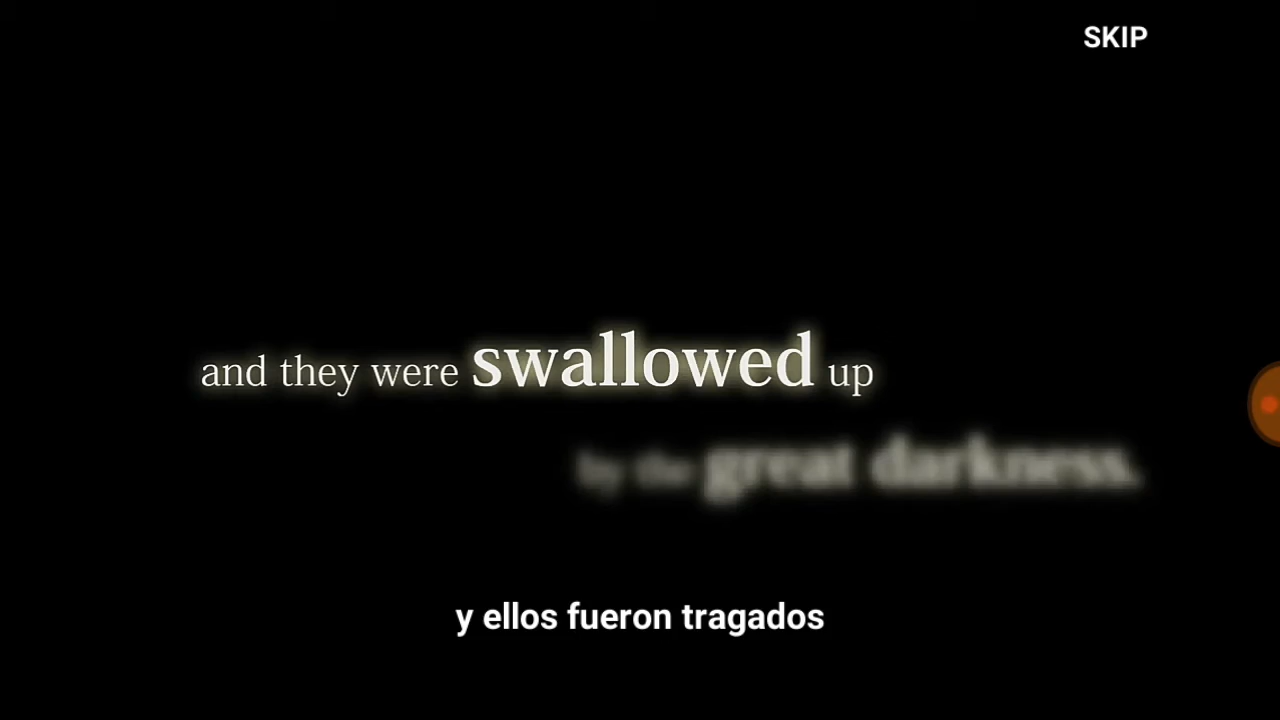 SKIP
and they were swallowed up
by the great darkness.
y ellos fueron tragados